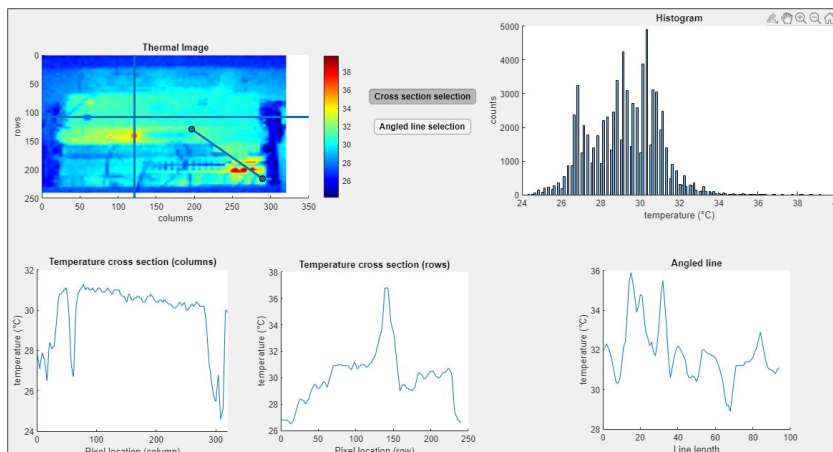 Thermal Image
0
50
100
150
200
250
rows
0 50 100 150 200 250 300 350
columns
38
36
34
32
30
28
26
Cross section selection
Angled line selection
Histogram
5000
4000
3000
2000
1000
0
counts
24 26 28 30 32 34 36 38
temperature (°C)
Temperature cross section (columns)
32
30
28
26
24
temperature (°C)
0 100 200 300
Pixel location (column)
Temperature cross section (rows)
38
36
34
32
30
28
26
temperature (°C)
0 50 100 150 200 250
Pixel location (row)
Angled line
36
34
32
30
28
temperature (°C)
0 20 40 60 80 100
Line length